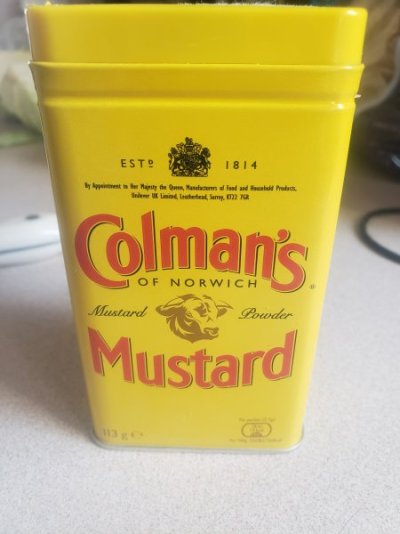 ESTD 1814
By Appointment to Her Majesty the Queen, Manufacturers of Food and Household Products,
Unilever UK Limited, Leatherhead, Surrey, KT22 7GR
Colman's
®
OF NORWICH
Mustard Powder
Mustard
113 g ℮